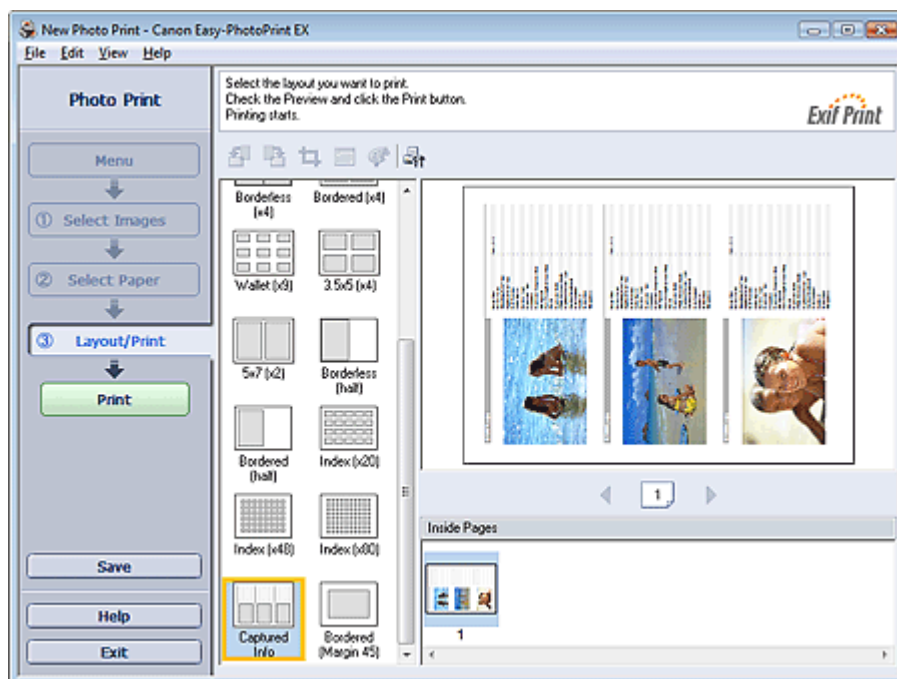 New Photo Print - Canon Easy-PhotoPrint EX
File Edit View Help
Photo Print
Select the layout you want to print.
Check the Preview and click the Print button.
Printing starts.
Exif Print
Menu
① Select Images
② Select Paper
③ Layout/Print
Print
Save
Help
Exit
Borderless
(x4)
Bordered (x4)
Wallet (x9)
3.5x5 (x4)
5x7 (x2)
Borderless
(half)
Bordered
(half)
Index (x20)
Index (x48)
Index (x80)
Captured
Info
Bordered
(Margin 45)
1
Inside Pages
1